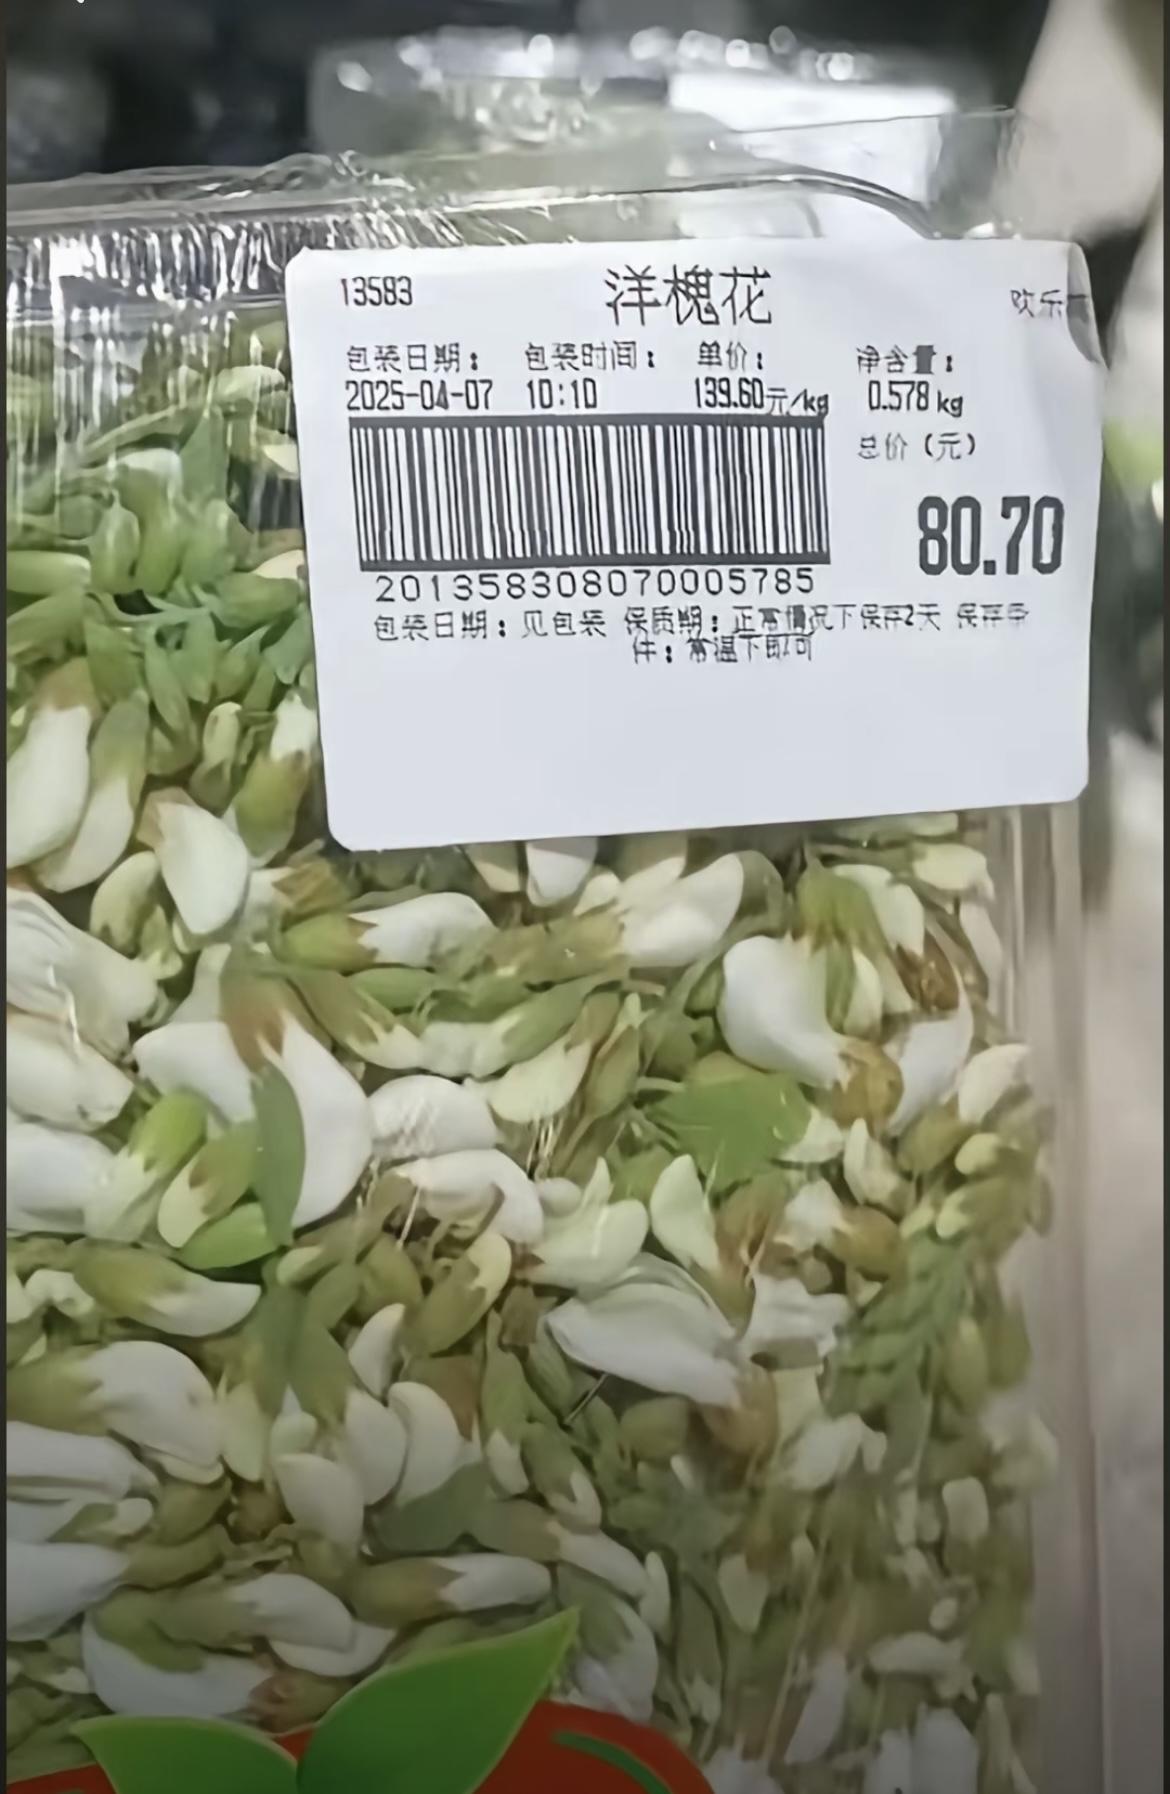 13583 洋槐花 欢乐
包装日期: 包装时间: 单价: 净含量:
2025-04-07 10:10 139.60元/kg 0.578 kg
总价 (元)
80.70
201358308070005785
包装日期: 见包装 保质期: 正常情况下保存2天 保存条
件: 常温下即可